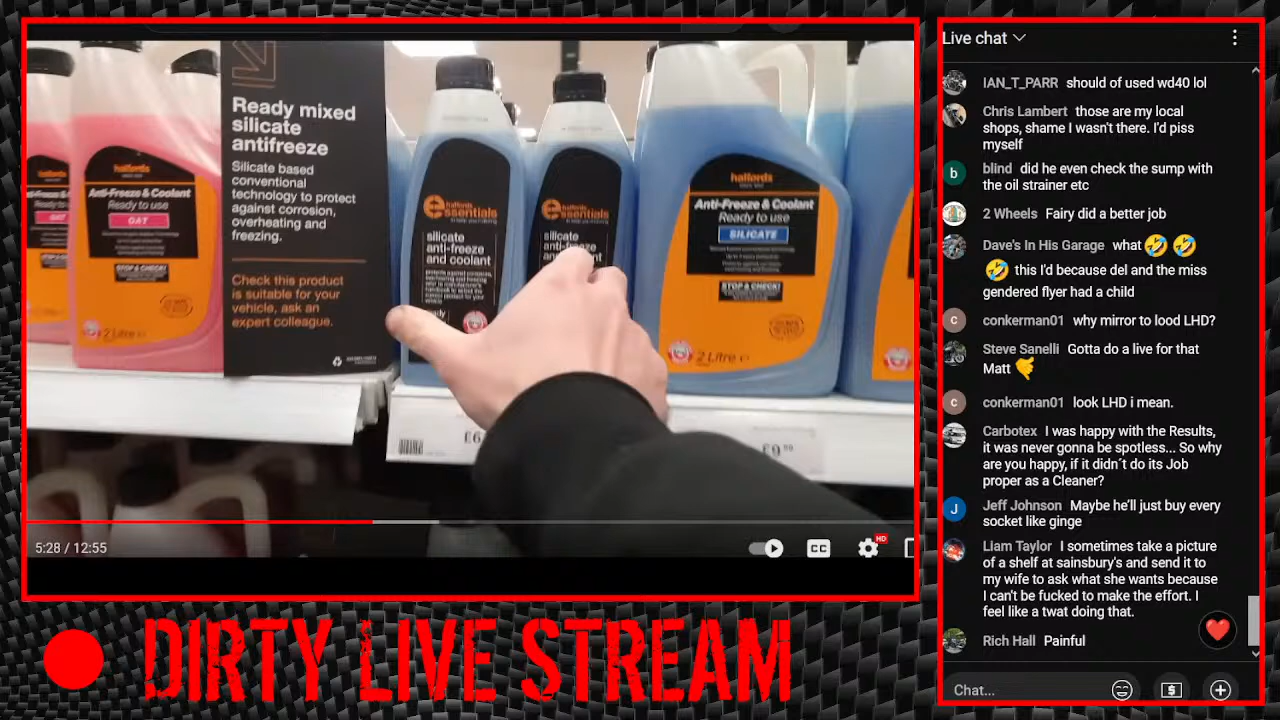 halfords
Anti-Freeze & Coolant
Ready to use
OAT
STOP & CHECK!
2 Litre e
Ready mixed
silicate
antifreeze
Silicate based
conventional
technology to protect
against corrosion,
overheating and
freezing.
Check this product
is suitable for your
vehicle, ask an
expert colleague.
halfords
essentials
silicate
anti-freeze
and coolant
ready
halfords
essentials
silicate
anti-freeze
halfords
Anti-Freeze & Coolant
Ready to use
SILICATE
STOP & CHECK!
2 Litre e
£6
£9
5:28 / 12:55
CC
HD
DIRTY LIVE STREAM
Live chat
IAN_T_PARR should of used wd40 lol
Chris Lambert those are my local
shops, shame I wasn't there. I'd piss
myself
b
blind did he even check the sump with
the oil strainer etc
2 Wheels Fairy did a better job
Dave's In His Garage what 🤣 🤣
🤣 this I'd because del and the miss
gendered flyer had a child
c
conkerman01 why mirror to lood LHD?
Steve Sanelli Gotta do a live for that
Matt 🤙
c
conkerman01 look LHD i mean.
Carbotex I was happy with the Results,
it was never gonna be spotless... So why
are you happy, if it didn´t do its Job
proper as a Cleaner?
J
Jeff Johnson Maybe he'll just buy every
socket like ginge
Liam Taylor I sometimes take a picture
of a shelf at sainsbury's and send it to
my wife to ask what she wants because
I can't be fucked to make the effort. I
feel like a twat doing that.
Rich Hall Painful
Chat...